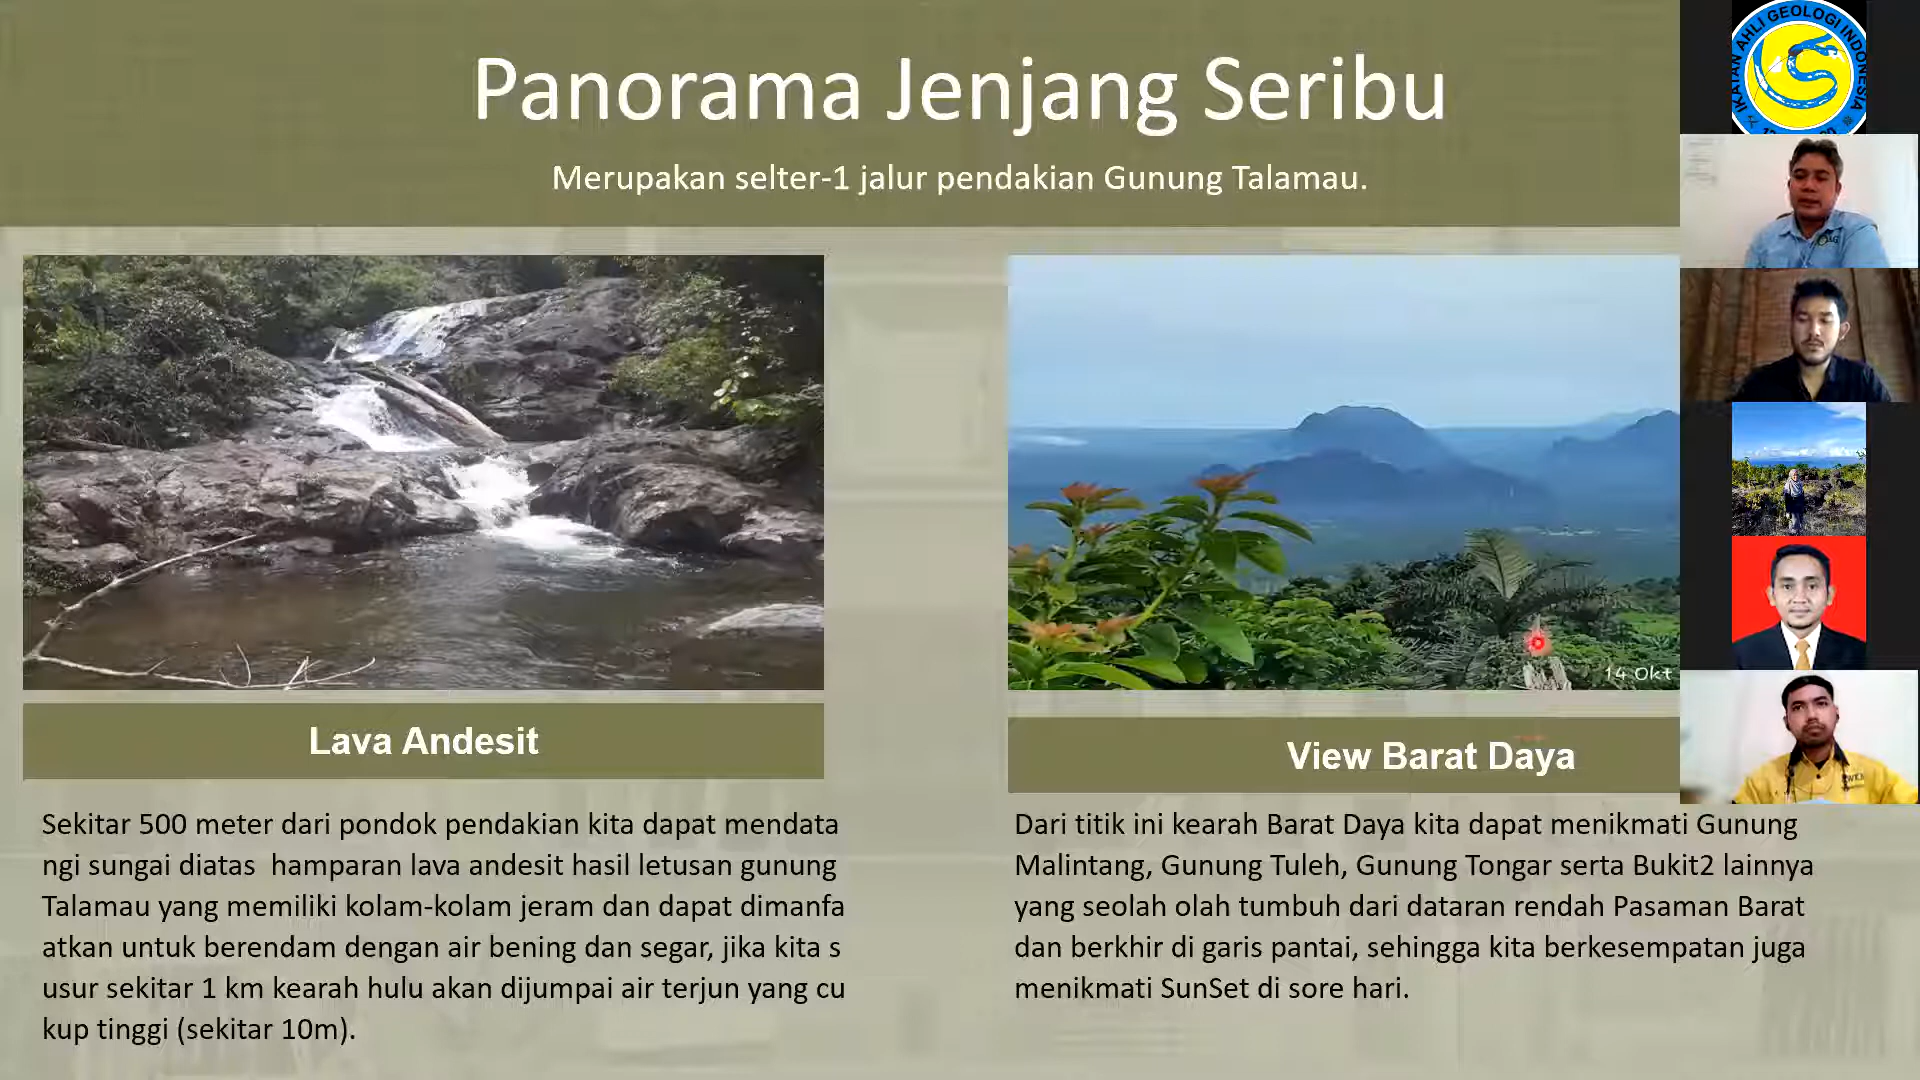 Panorama Jenjang Seribu
Merupakan selter-1 jalur pendakian Gunung Talamau.
IKATAN AHLI GEOLOGI INDONESIA
14 Okt
Lava Andesit
View Barat Daya
Sekitar 500 meter dari pondok pendakian kita dapat mendata
ngi sungai diatas  hamparan lava andesit hasil letusan gunung
Talamau yang memiliki kolam-kolam jeram dan dapat dimanfa
atkan untuk berendam dengan air bening dan segar, jika kita s
usur sekitar 1 km kearah hulu akan dijumpai air terjun yang cu
kup tinggi (sekitar 10m).
Dari titik ini kearah Barat Daya kita dapat menikmati Gunung
Malintang, Gunung Tuleh, Gunung Tongar serta Bukit2 lainnya
yang seolah olah tumbuh dari dataran rendah Pasaman Barat
dan berkhir di garis pantai, sehingga kita berkesempatan juga
menikmati SunSet di sore hari.